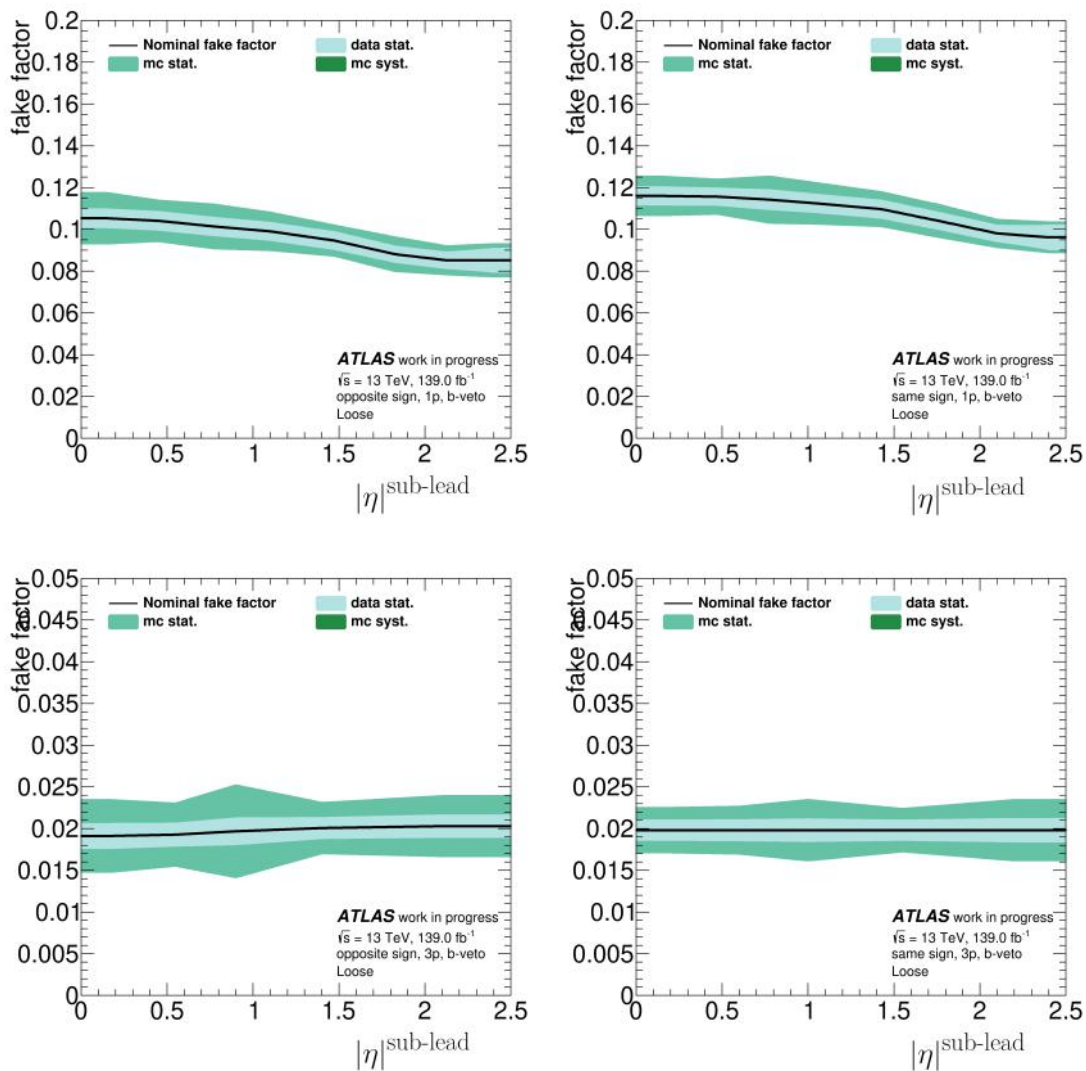 fake factor
0.2
0.18
0.16
0.14
0.12
0.1
0.08
0.06
0.04
0.02
0
Nominal fake factor
data stat.
mc stat.
mc syst.
ATLAS work in progress
√s = 13 TeV, 139.0 fb⁻¹
opposite sign, 1p, b-veto
Loose
0 0.5 1 1.5 2 2.5
|η|^sub-lead
fake factor
0.2
0.18
0.16
0.14
0.12
0.1
0.08
0.06
0.04
0.02
0
Nominal fake factor
data stat.
mc stat.
mc syst.
ATLAS work in progress
√s = 13 TeV, 139.0 fb⁻¹
same sign, 1p, b-veto
Loose
0 0.5 1 1.5 2 2.5
|η|^sub-lead
fake factor
0.05
0.045
0.04
0.035
0.03
0.025
0.02
0.015
0.01
0.005
0
Nominal fake factor
data stat.
mc stat.
mc syst.
ATLAS work in progress
√s = 13 TeV, 139.0 fb⁻¹
opposite sign, 3p, b-veto
Loose
0 0.5 1 1.5 2 2.5
|η|^sub-lead
fake factor
0.05
0.045
0.04
0.035
0.03
0.025
0.02
0.015
0.01
0.005
0
Nominal fake factor
data stat.
mc stat.
mc syst.
ATLAS work in progress
√s = 13 TeV, 139.0 fb⁻¹
same sign, 3p, b-veto
Loose
0 0.5 1 1.5 2 2.5
|η|^sub-lead